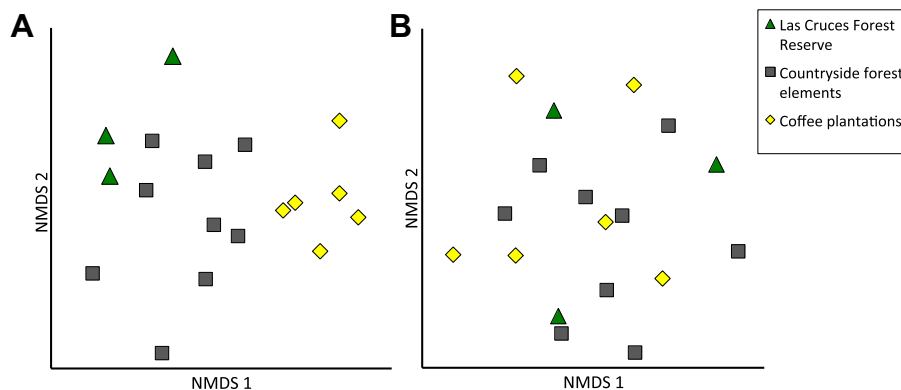 A
B
Las Cruces Forest
Reserve
Countryside forest
elements
Coffee plantations
NMDS 2
NMDS 1
NMDS 2
NMDS 1